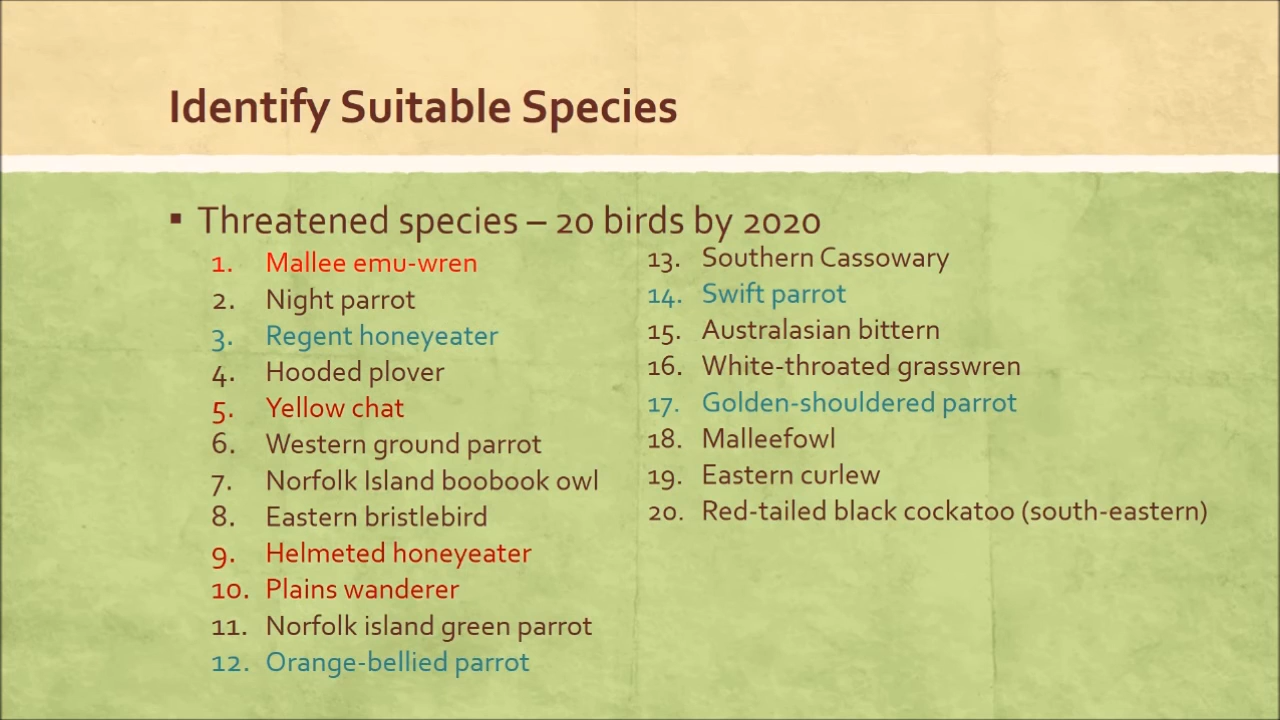 Identify Suitable Species
▪ Threatened species – 20 birds by 2020
1. Mallee emu-wren
2. Night parrot
3. Regent honeyeater
4. Hooded plover
5. Yellow chat
6. Western ground parrot
7. Norfolk Island boobook owl
8. Eastern bristlebird
9. Helmeted honeyeater
10. Plains wanderer
11. Norfolk island green parrot
12. Orange-bellied parrot
13. Southern Cassowary
14. Swift parrot
15. Australasian bittern
16. White-throated grasswren
17. Golden-shouldered parrot
18. Malleefowl
19. Eastern curlew
20. Red-tailed black cockatoo (south-eastern)